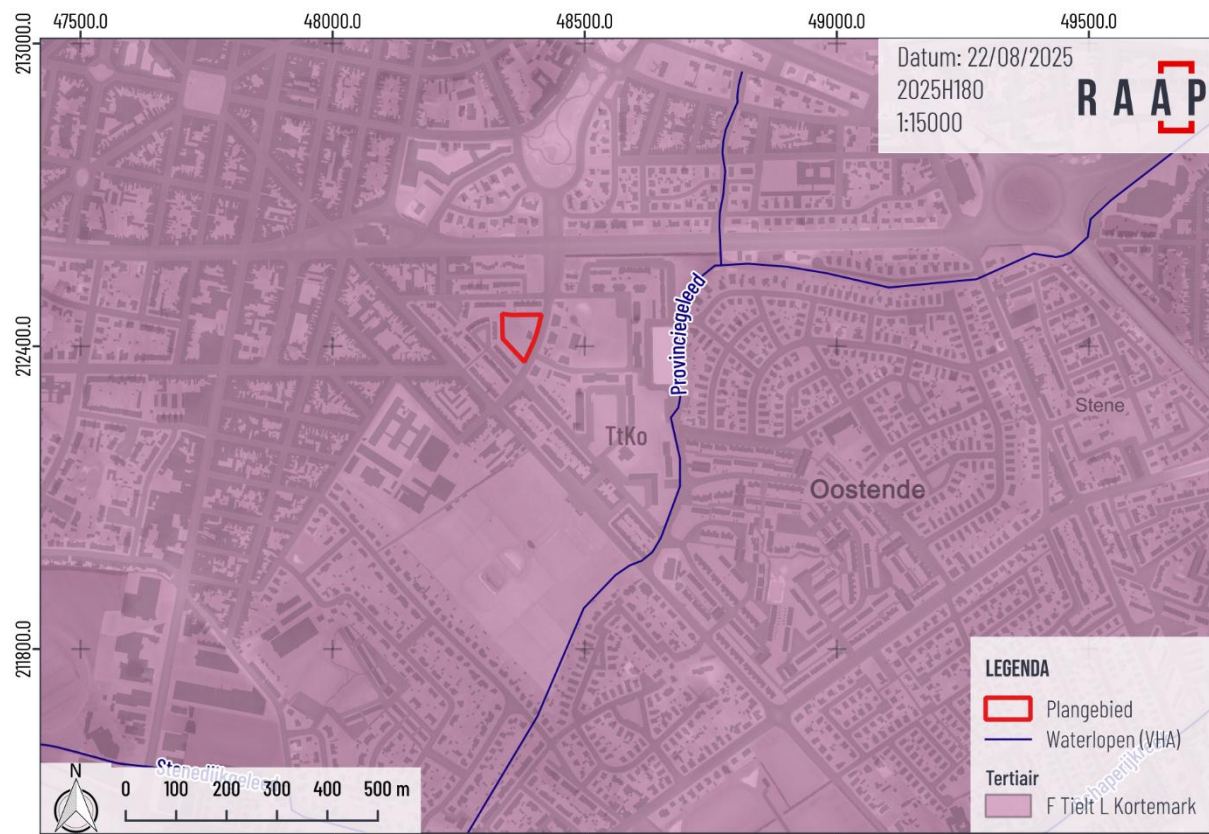 47500.0 48000.0 48500.0 49000.0 49500.0
213000.0
Datum: 22/08/2025
2025H180
1:15000
RAAP
212400.0
Provinciegeleed
Stene
TtKo
Oostende
211800.0
LEGENDA
Plangebied
Waterlopen (VHA)
Tertiair
F Tielt L Kortemark
Stenedijkgeleed
N
0 100 200 300 400 500 m